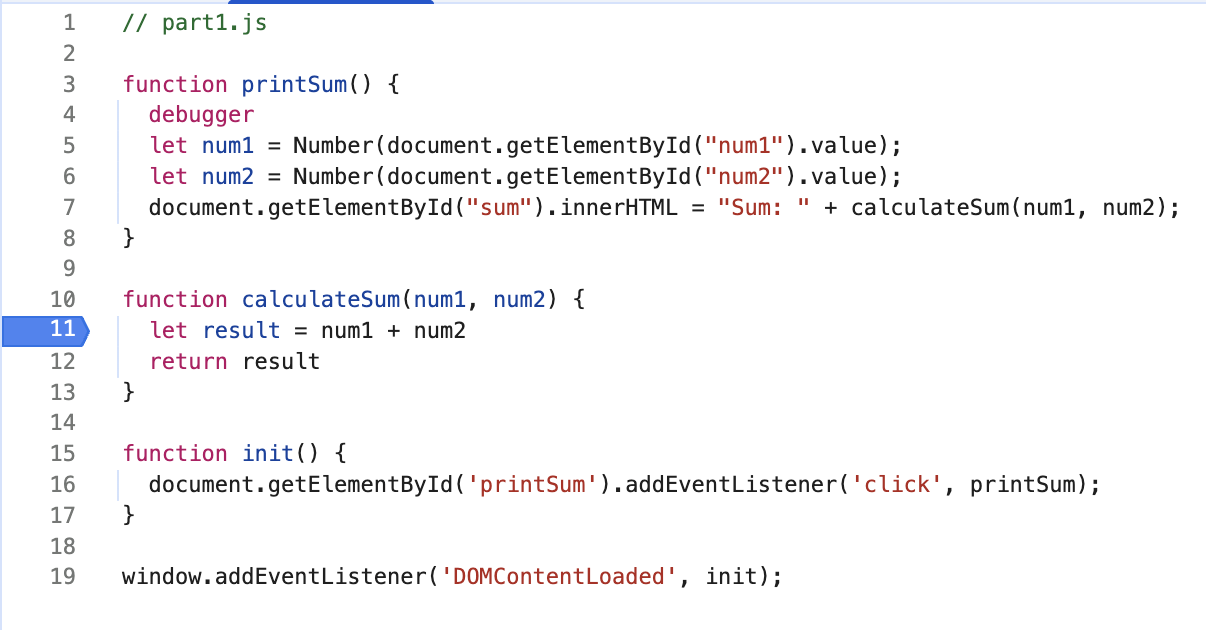 1 // part1.js
2
3 function printSum() {
4   debugger
5   let num1 = Number(document.getElementById("num1").value);
6   let num2 = Number(document.getElementById("num2").value);
7   document.getElementById("sum").innerHTML = "Sum: " + calculateSum(num1, num2);
8 }
9
10 function calculateSum(num1, num2) {
11   let result = num1 + num2
12   return result
13 }
14
15 function init() {
16   document.getElementById('printSum').addEventListener('click', printSum);
17 }
18
19 window.addEventListener('DOMContentLoaded', init);